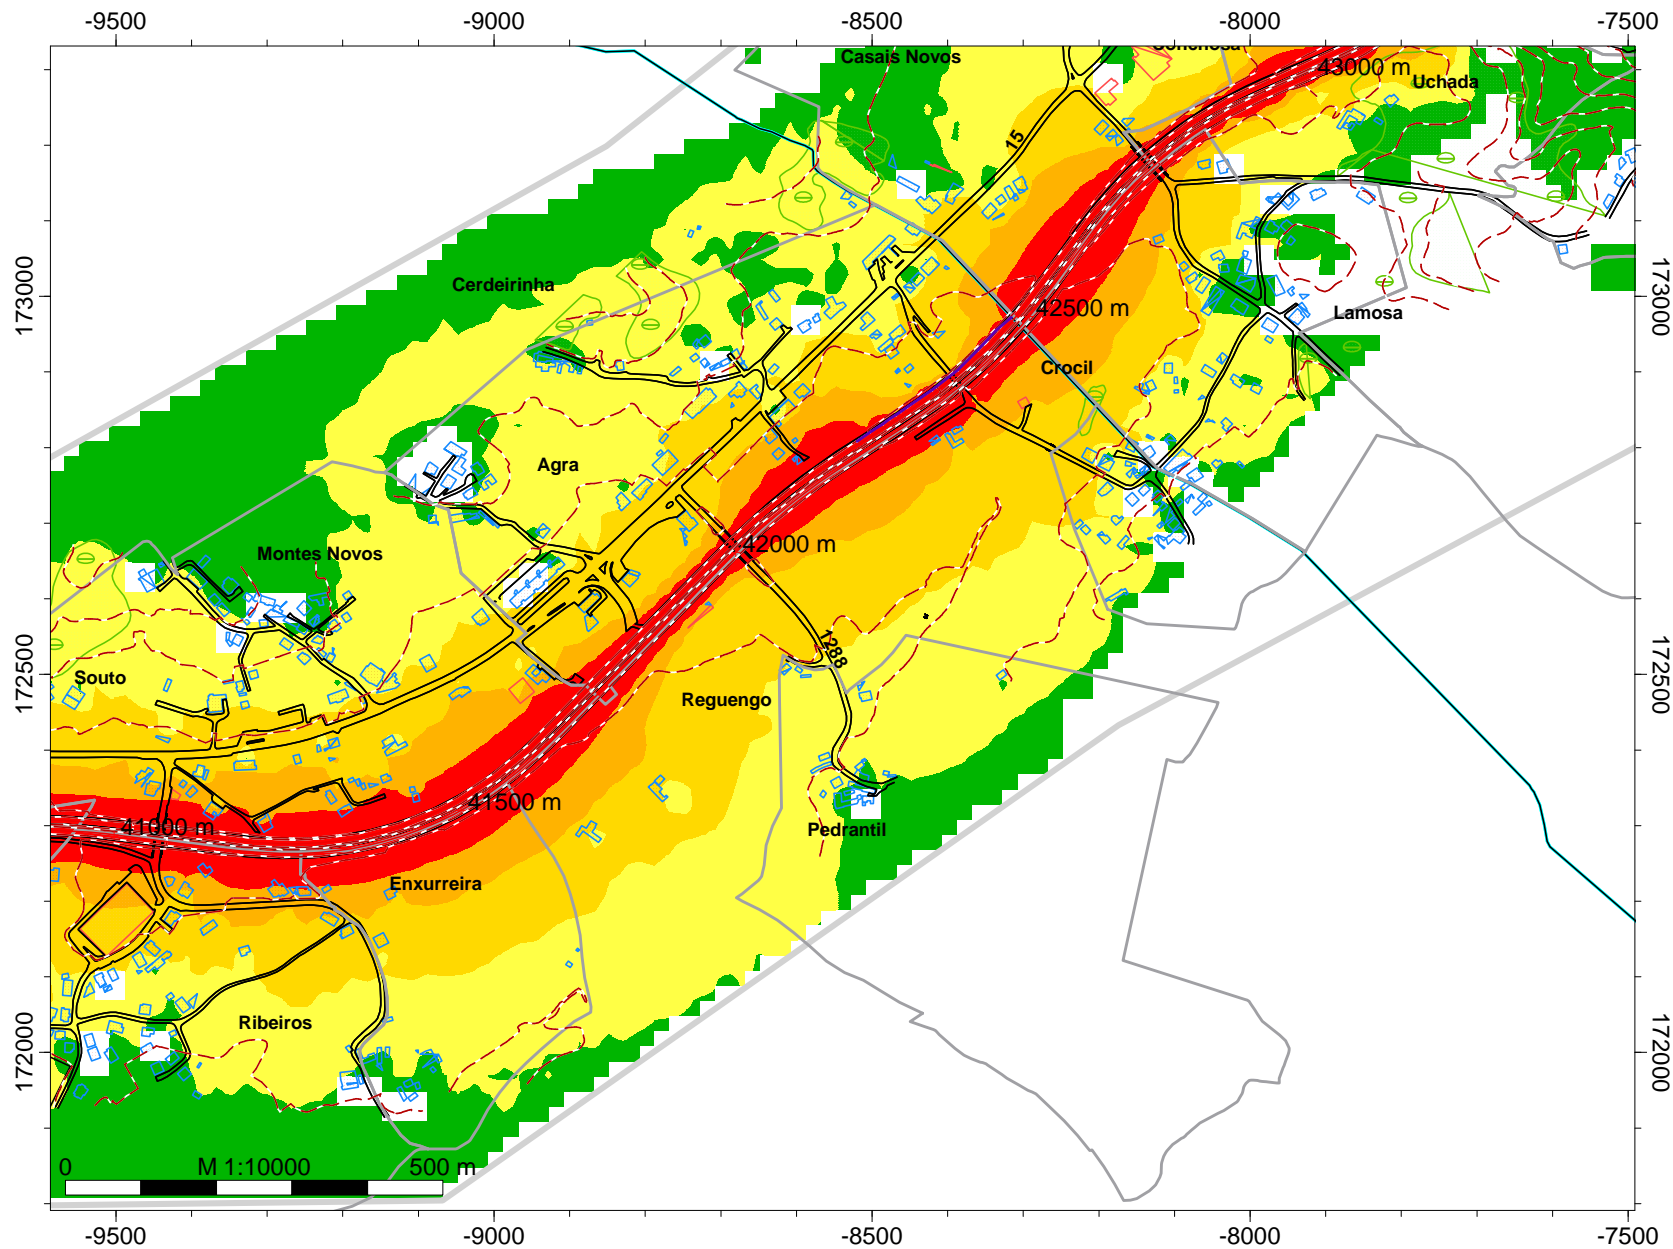 -9500 -9000 -8500 -8000 -7500
Casais Novos
43000 m
Uchada
15
173000
173000
Cerdeirinha
42500 m
Lamosa
Crocil
Agra
42000 m
Montes Novos
1288
172500
172500
Souto
Reguengo
41500 m
41000 m
Pedrantil
Enxurreira
Ribeiros
172000
172000
0 M 1:10000 500 m
-9500 -9000 -8500 -8000 -7500